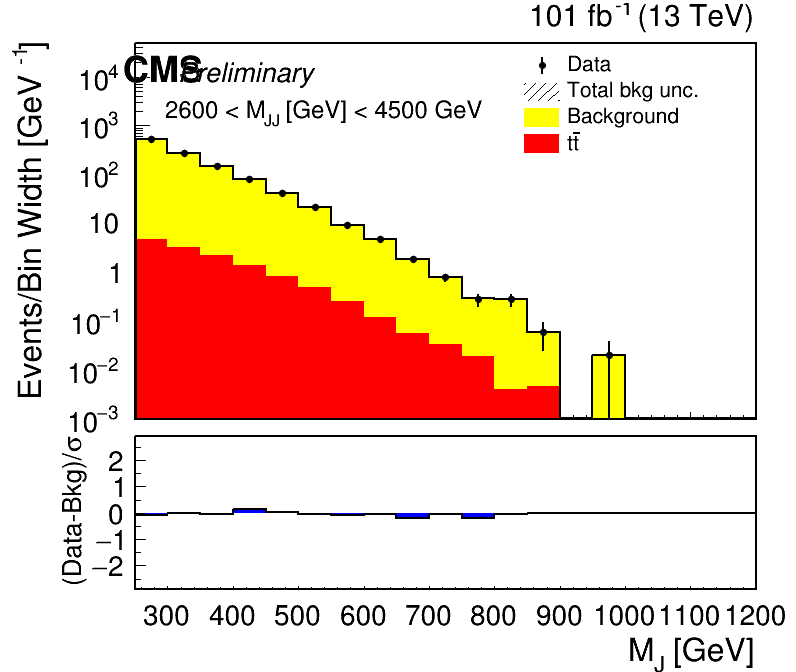 101 fb⁻¹ (13 TeV)
CMS Preliminary
2600 < M_JJ [GeV] < 4500 GeV
Data
Total bkg unc.
Background
tt̄
Events/Bin Width [GeV⁻¹]
10⁴
10³
10²
10
1
10⁻¹
10⁻²
10⁻³
(Data-Bkg)/σ
2
1
0
−1
−2
300 400 500 600 700 800 900 1000 1100 1200
M_J [GeV]